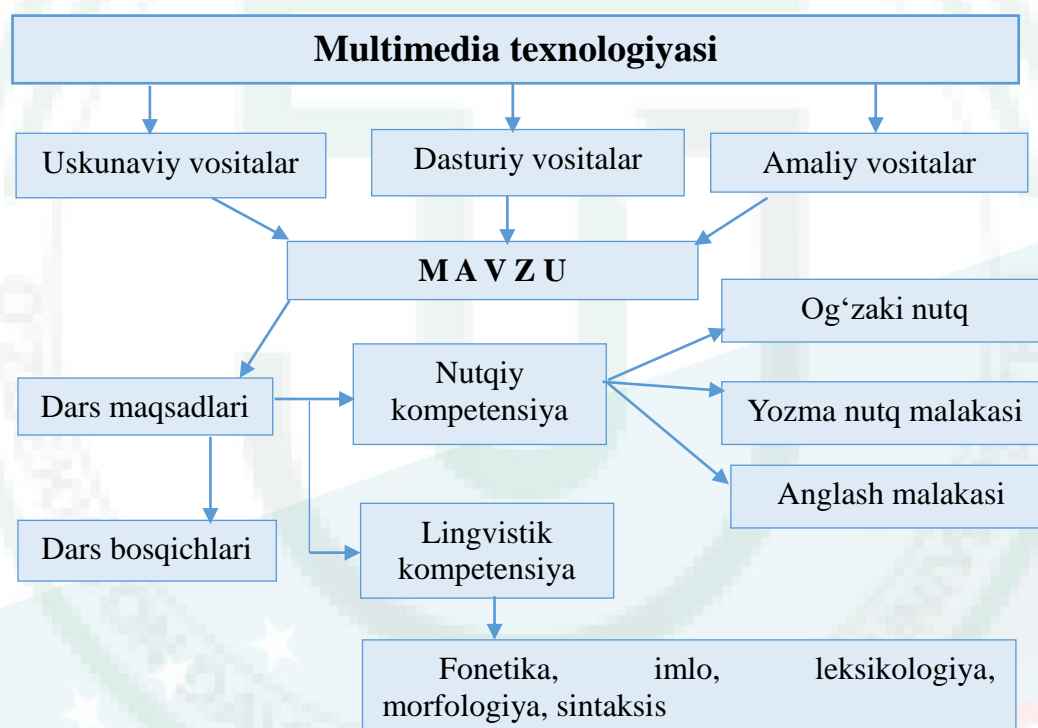 Multimedia texnologiyasi
Uskunaviy vositalar
Dasturiy vositalar
Amaliy vositalar
M A V Z U
Og‘zaki nutq
Nutqiy
kompetensiya
Dars maqsadlari
Yozma nutq malakasi
Anglash malakasi
Dars bosqichlari
Lingvistik
kompetensiya
Fonetika, imlo, leksikologiya,
morfologiya, sintaksis